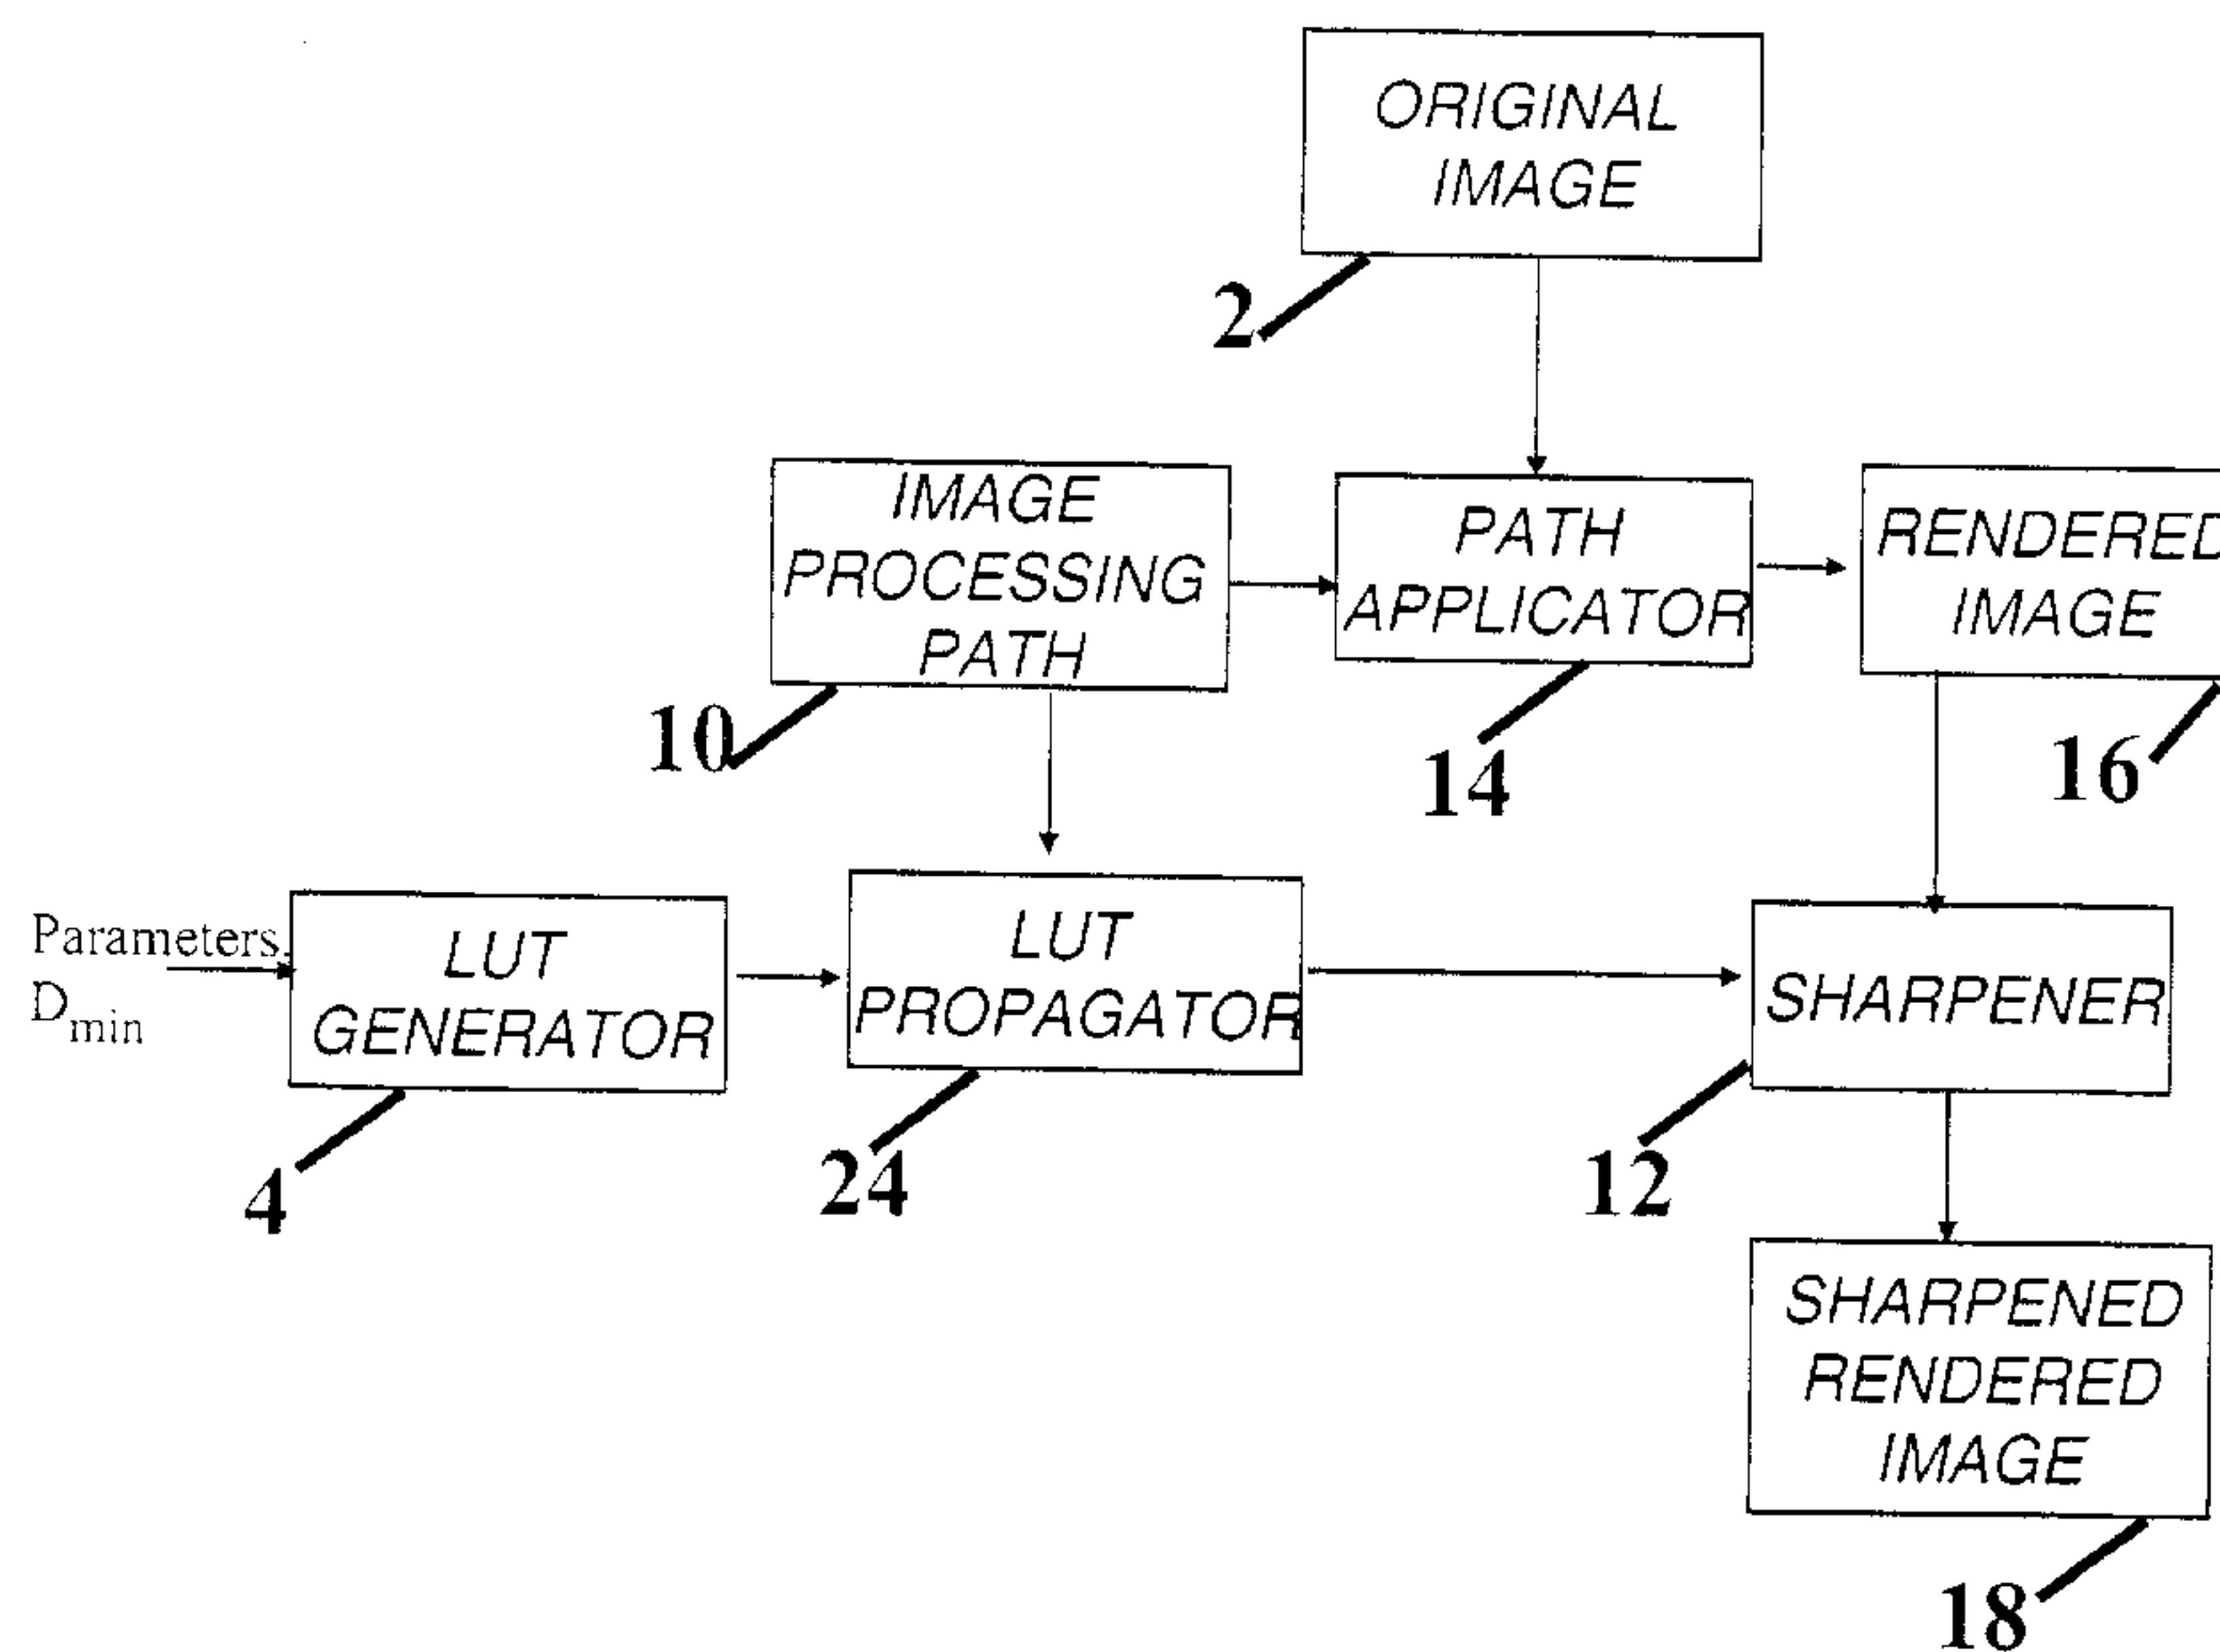 ORIGINAL
IMAGE
2
IMAGE
PROCESSING
PATH
10
PATH
APPLICATOR
14
RENDERED
IMAGE
16
Parameters,
D min
LUT
GENERATOR
4
LUT
PROPAGATOR
24
SHARPENER
12
SHARPENED
RENDERED
IMAGE
18